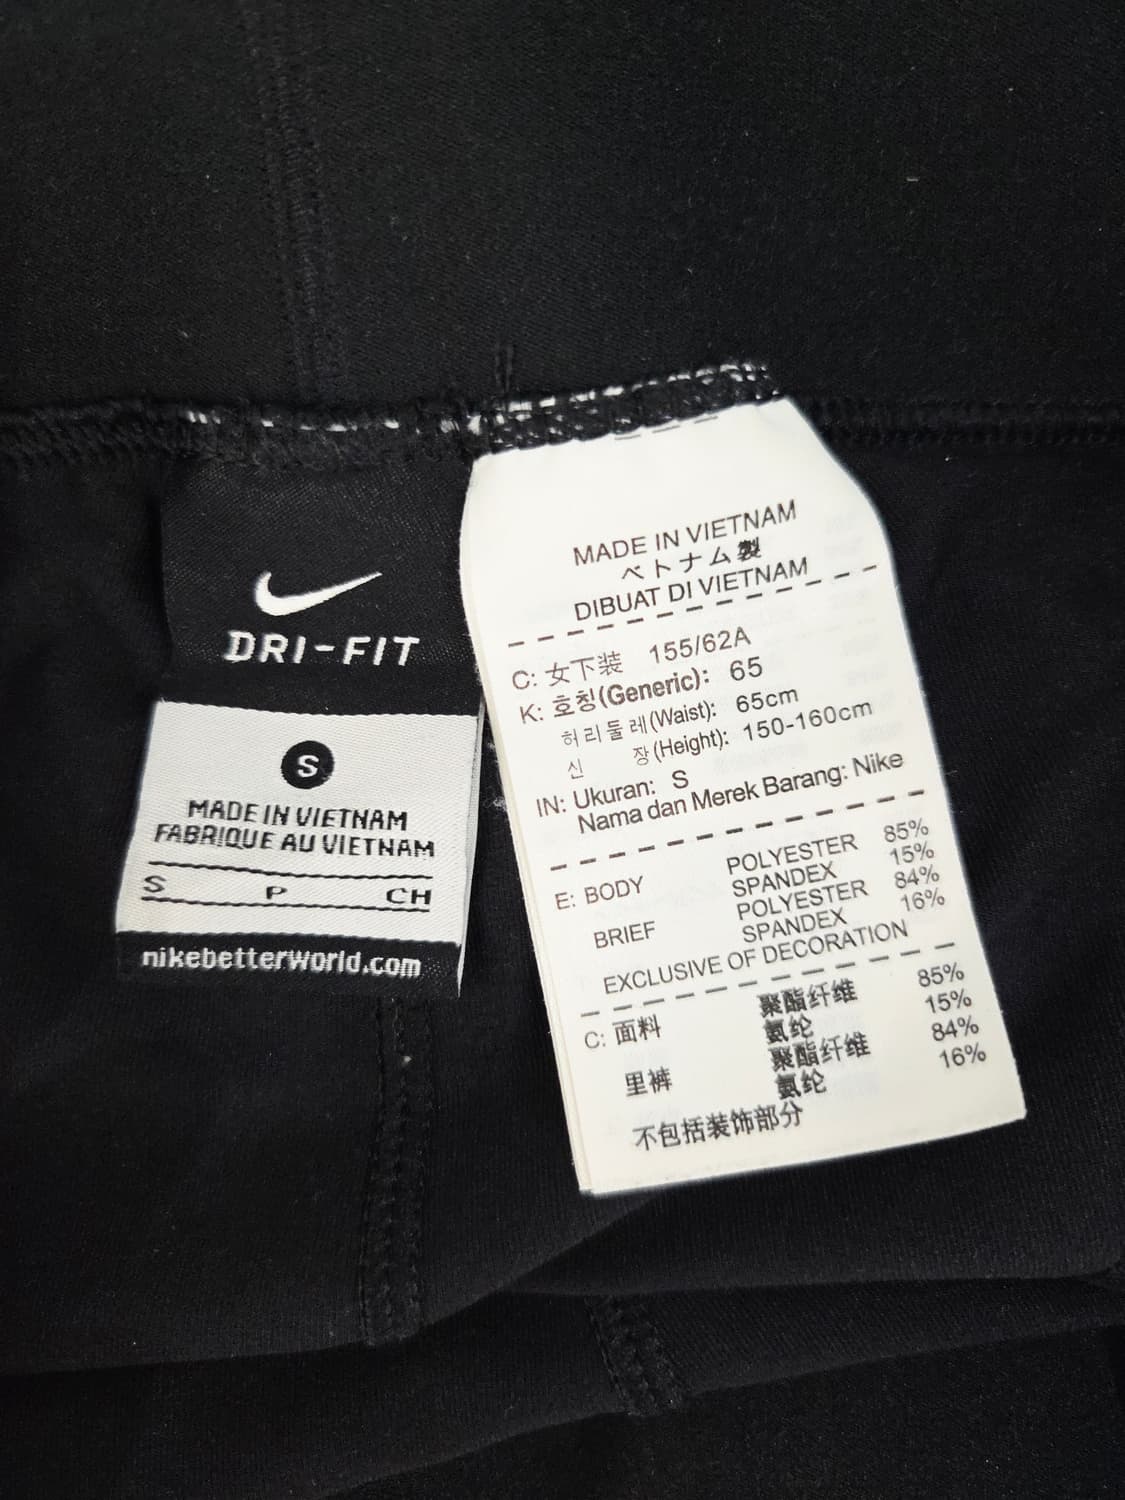 DRI-FIT
S
MADE IN VIETNAM
FABRIQUE AU VIETNAM
S P CH
nikebetterworld.com
MADE IN VIETNAM
ベトナム製
DIBUAT DI VIETNAM
C: 女下装 155/62A
K: 호칭(Generic): 65
허리둘레(Waist): 65cm
신 장(Height): 150-160cm
IN: Ukuran: S
Nama dan Merek Barang: Nike
E: BODY POLYESTER 85%
SPANDEX 15%
BRIEF POLYESTER 84%
SPANDEX 16%
EXCLUSIVE OF DECORATION
C: 面料 聚酯纤维 85%
氨纶 15%
里裤 聚酯纤维 84%
氨纶 16%
不包括装饰部分